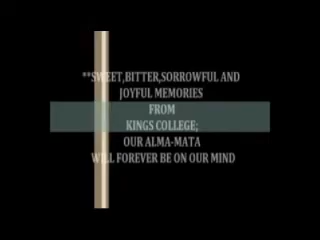 **SWEET,BITTER,SORROWFUL AND
JOYFUL MEMORIES
FROM
KINGS COLLEGE;
OUR ALMA-MATA
WILL FOREVER BE ON OUR MIND